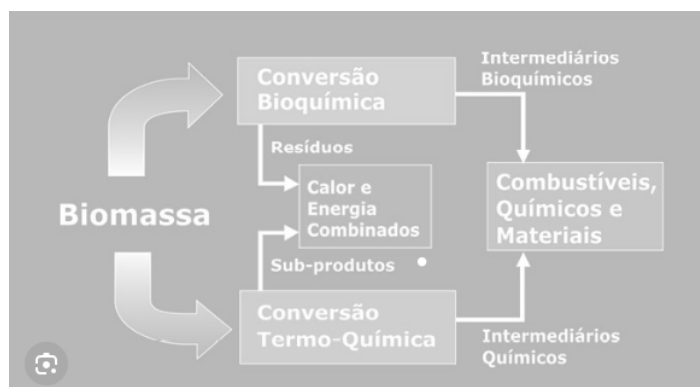 Conversão
Bioquímica
Intermediários
Bioquímicos
Resíduos
Biomassa
Calor e
Energia
Combinados
Combustíveis,
Químicos e
Materiais
Sub-produtos
Conversão
Termo-Química
Intermediários
Químicos